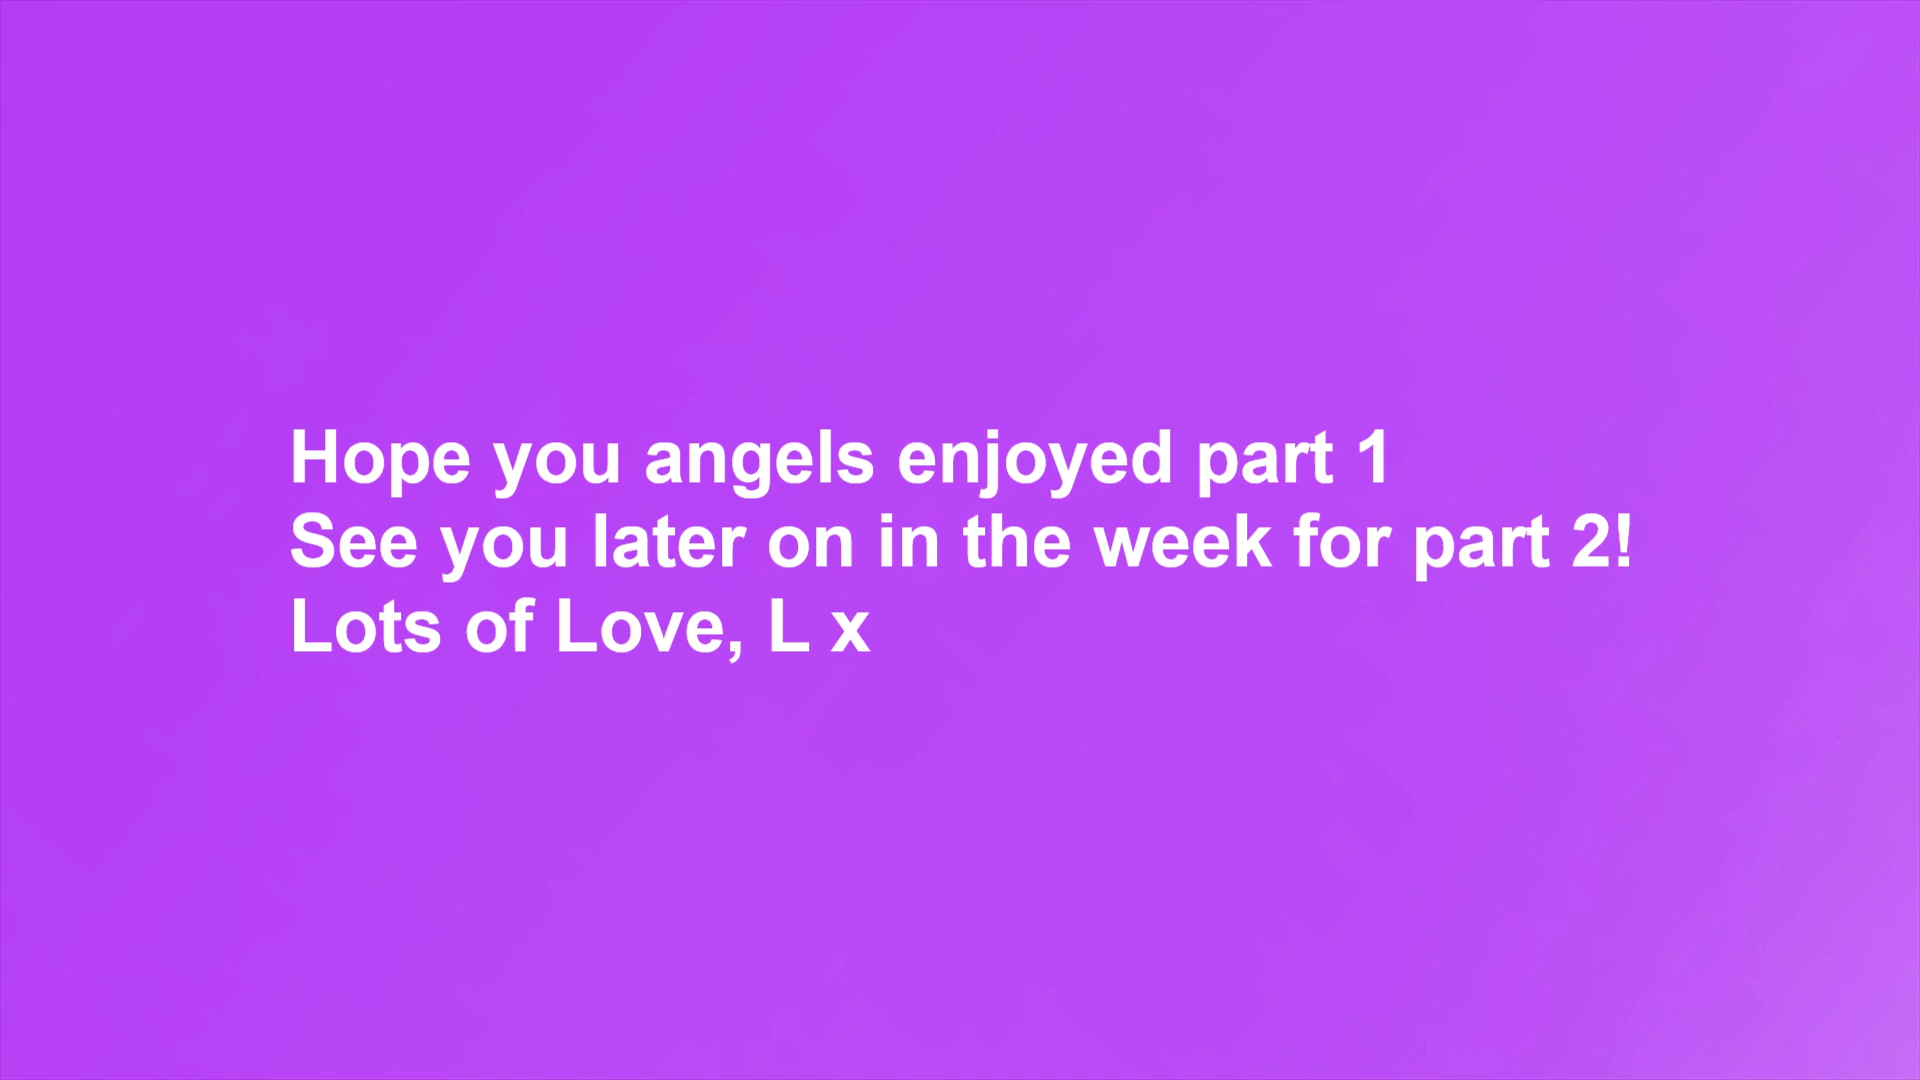 Hope you angels enjoyed part 1
See you later on in the week for part 2!
Lots of Love, L x